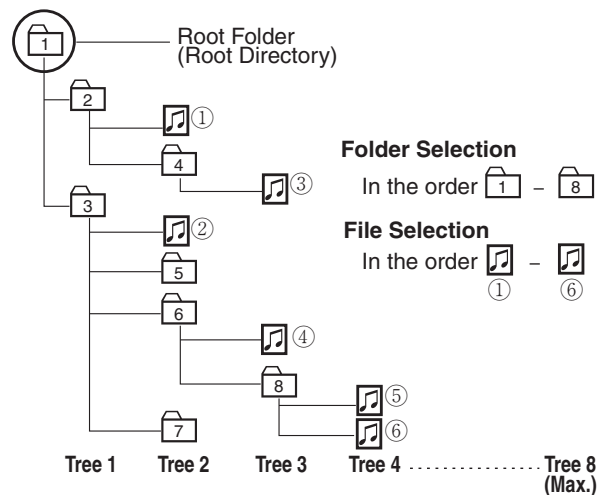 1
Root Folder
(Root Directory)
2
①
4
③
Folder Selection
In the order 1 – 8
3
②
File Selection
In the order –
① ⑥
5
6
④
8
⑤
7
⑥
Tree 1 Tree 2 Tree 3 Tree 4 .................... Tree 8
(Max.)